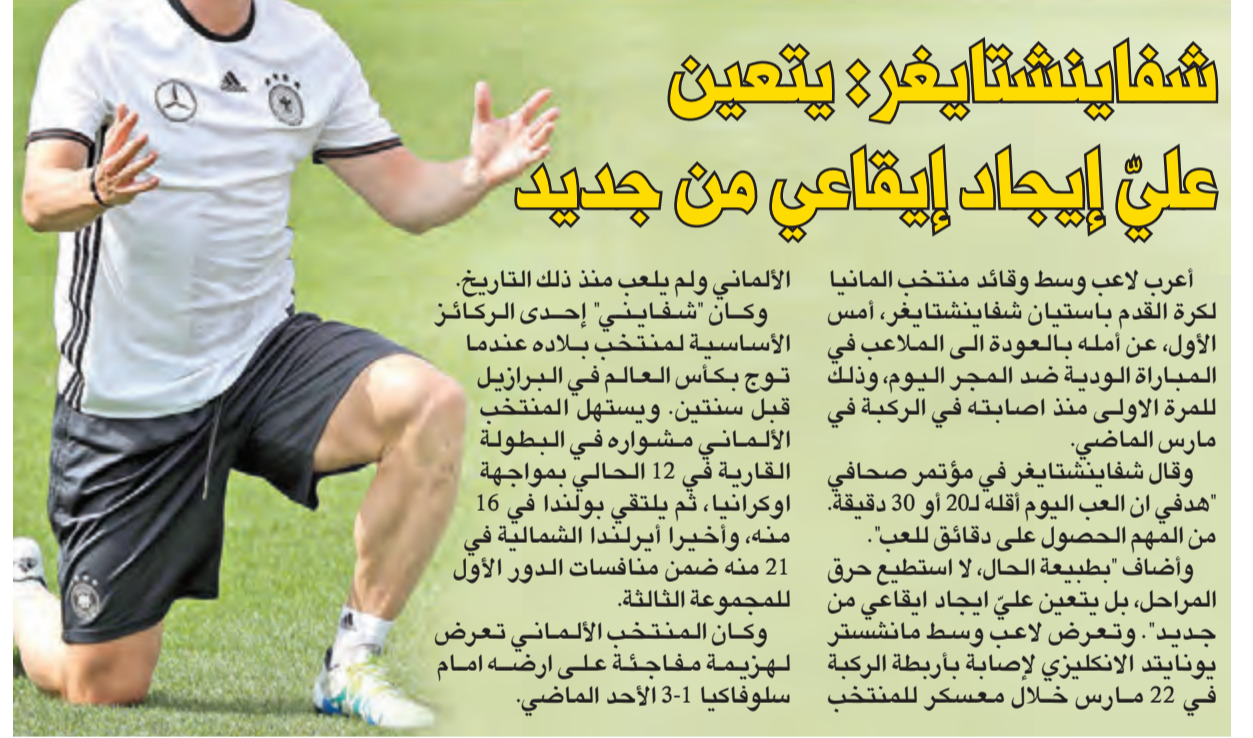 شفاينشتايغر: يتعين
عليّ إيجاد إيقاعي من جديد
أعرب لاعب وسط وقائد منتخب المانيا
لكرة القدم باستيان شفاينشتايغر، أمس
الأول، عن أمله بالعودة الى الملاعب في
المباراة الودية ضد المجر اليوم، وذلك
للمرة الاولى منذ اصابته في الركبة في
مارس الماضي.
وقال شفاينشتايغر في مؤتمر صحافي
"هدفي ان العب اليوم أقله لـ20 أو 30 دقيقة.
من المهم الحصول على دقائق للعب".
وأضاف "بطبيعة الحال، لا استطيع حرق
المراحل، بل يتعين عليّ ايجاد ايقاعي من
جديد". وتعرض لاعب وسط مانشستر
يونايتد الانكليزي لإصابة بأربطة الركبة
في 22 مارس خلال معسكر للمنتخب
الألماني ولم يلعب منذ ذلك التاريخ.
وكان "شفايني" إحدى الركائز
الأساسية لمنتخب بلاده عندما
توج بكأس العالم في البرازيل
قبل سنتين. ويستهل المنتخب
الألماني مشواره في البطولة
القارية في 12 الحالي بمواجهة
اوكرانيا، ثم يلتقي بولندا في 16
منه، وأخيرا أيرلندا الشمالية في
21 منه ضمن منافسات الدور الأول
للمجموعة الثالثة.
وكان المنتخب الألماني تعرض
لهزيمة مفاجئة على ارضه امام
سلوفاكيا 1-3 الأحد الماضي.